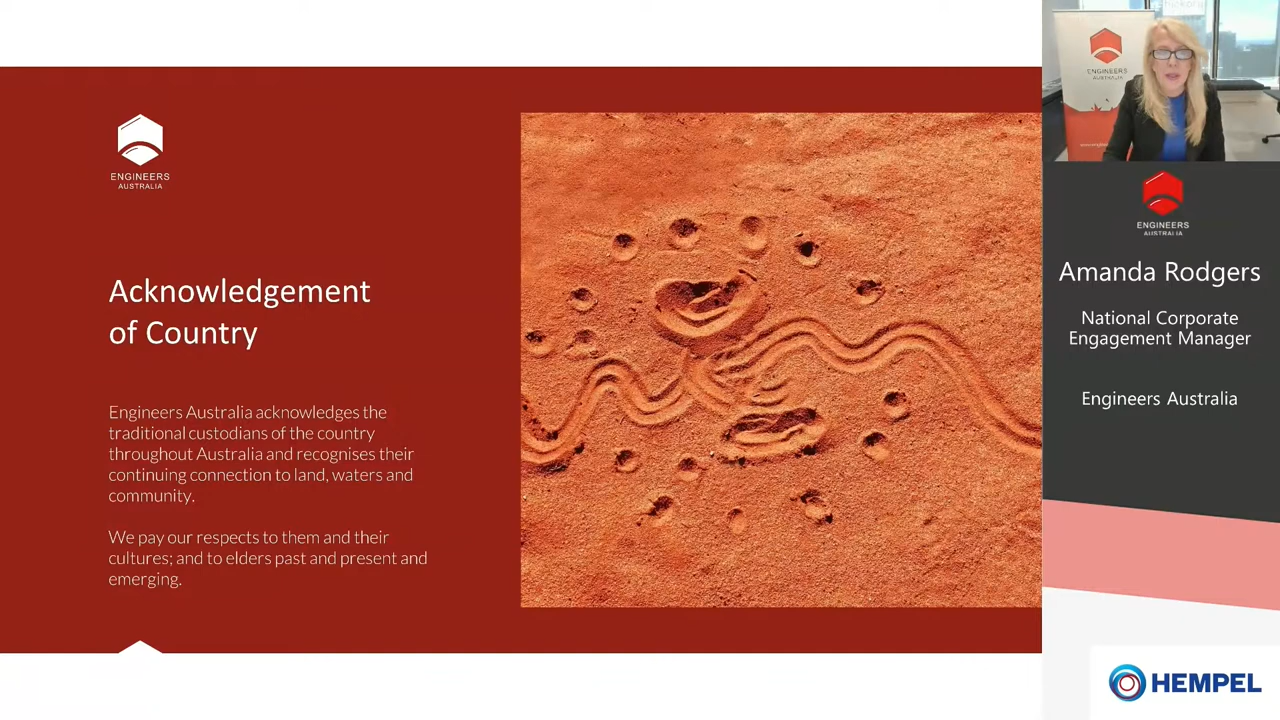 ENGINEERS
AUSTRALIA
Acknowledgement
of Country
Engineers Australia acknowledges the
traditional custodians of the country
throughout Australia and recognises their
continuing connection to land, waters and
community.
We pay our respects to them and their
cultures; and to elders past and present and
emerging.
ENGINEERS
AUSTRALIA
ENGINEERS
AUSTRALIA
Amanda Rodgers
National Corporate
Engagement Manager
Engineers Australia
HEMPEL